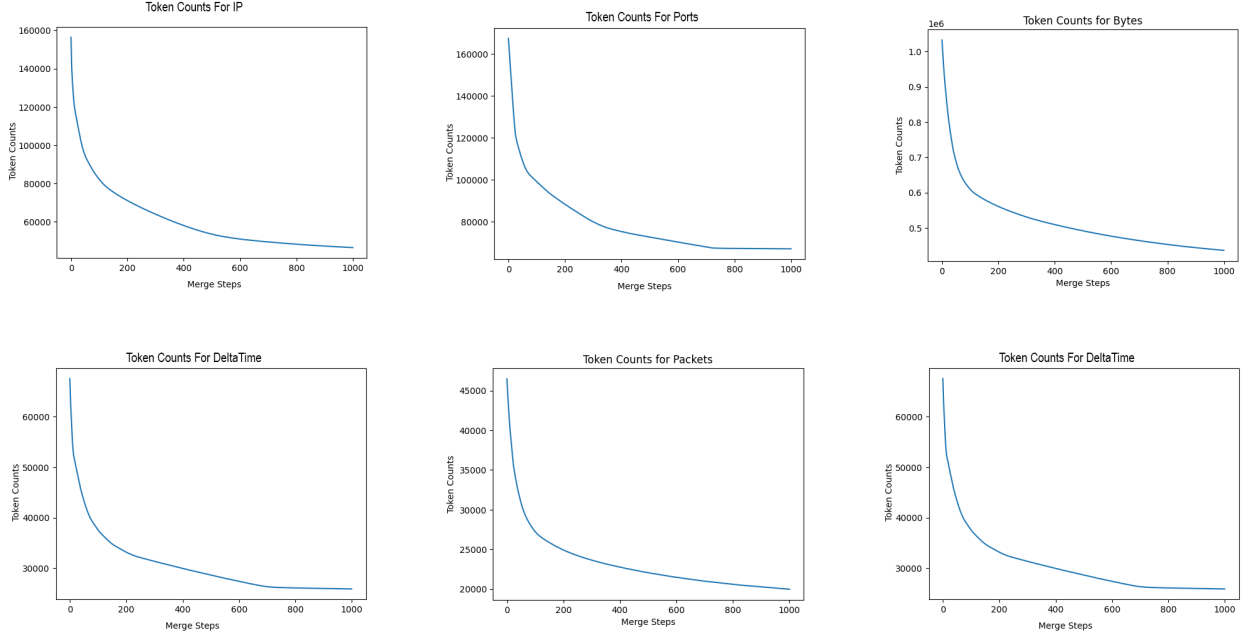 Token Counts For IP
160000
140000
120000
100000
80000
60000
Token Counts
0 200 400 600 800 1000
Merge Steps
Token Counts For Ports
160000
140000
120000
100000
80000
Token Counts
0 200 400 600 800 1000
Merge Steps
Token Counts for Bytes
1e6
1.0
0.9
0.8
0.7
0.6
0.5
Token Counts
0 200 400 600 800 1000
Merge Steps
Token Counts For DeltaTime
60000
50000
40000
30000
Token Counts
0 200 400 600 800 1000
Merge Steps
Token Counts for Packets
45000
40000
35000
30000
25000
20000
Token Counts
0 200 400 600 800 1000
Merge Steps
Token Counts For DeltaTime
60000
50000
40000
30000
Token Counts
0 200 400 600 800 1000
Merge Steps